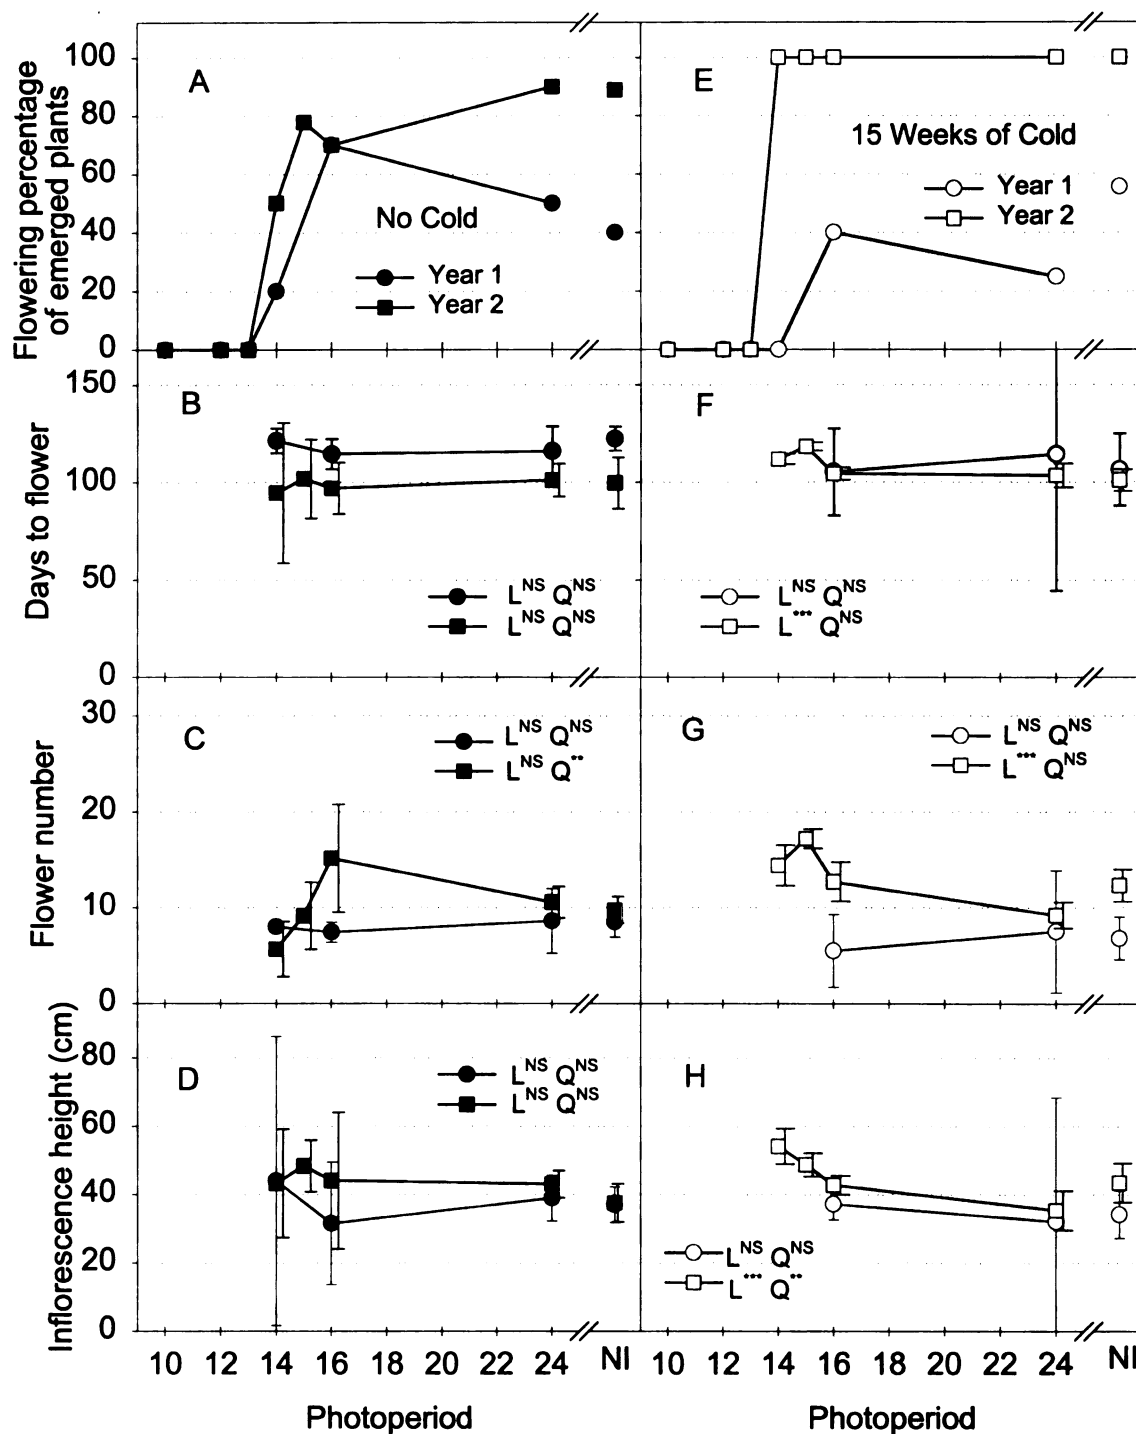 Flowering percentage
of emerged plants
100
80
60
40
20
0
A
No Cold
Year 1
Year 2
E
15 Weeks of Cold
Year 1
Year 2
Days to flower
150
100
50
0
B
L^NS Q^NS
L^NS Q^NS
F
L^NS Q^NS
L^*** Q^NS
Flower number
30
20
10
0
C
L^NS Q^NS
L^NS Q^**
G
L^NS Q^NS
L^*** Q^NS
Inflorescence height (cm)
80
60
40
20
0
D
L^NS Q^NS
L^NS Q^NS
H
L^NS Q^NS
L^*** Q^**
10 12 14 16 18 20 22 24 NI
10 12 14 16 18 20 22 24 NI
Photoperiod
Photoperiod